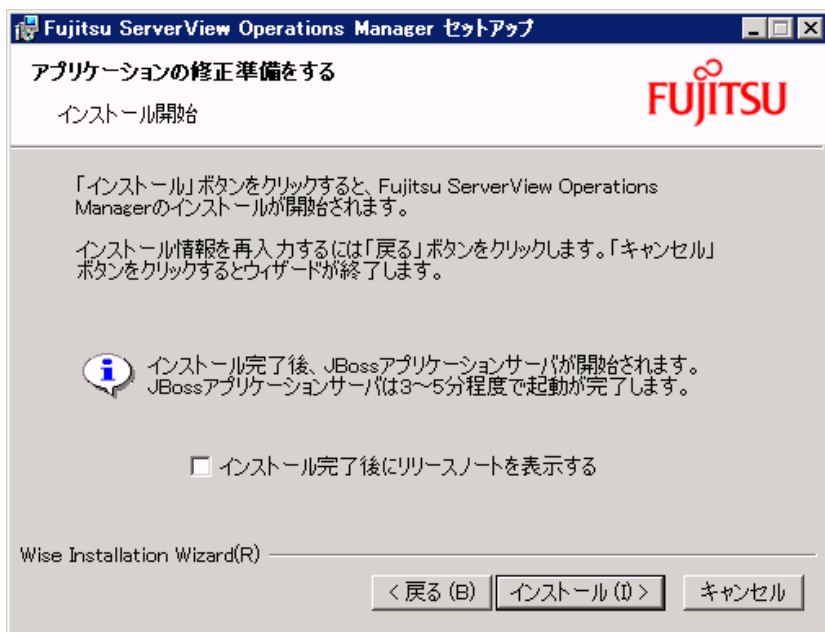 Fujitsu ServerView Operations Manager セットアップ
アプリケーションの修正準備をする
インストール開始
FUJITSU
「インストール」ボタンをクリックすると、Fujitsu ServerView Operations
Managerのインストールが開始されます。
インストール情報を再入力するには「戻る」ボタンをクリックします。「キャンセル」
ボタンをクリックするとウィザードが終了します。
インストール完了後、JBossアプリケーションサーバが開始されます。
JBossアプリケーションサーバは3～5分程度で起動が完了します。
インストール完了後にリリースノートを表示する
Wise Installation Wizard(R)
< 戻る (B)
インストール (I) >
キャンセル